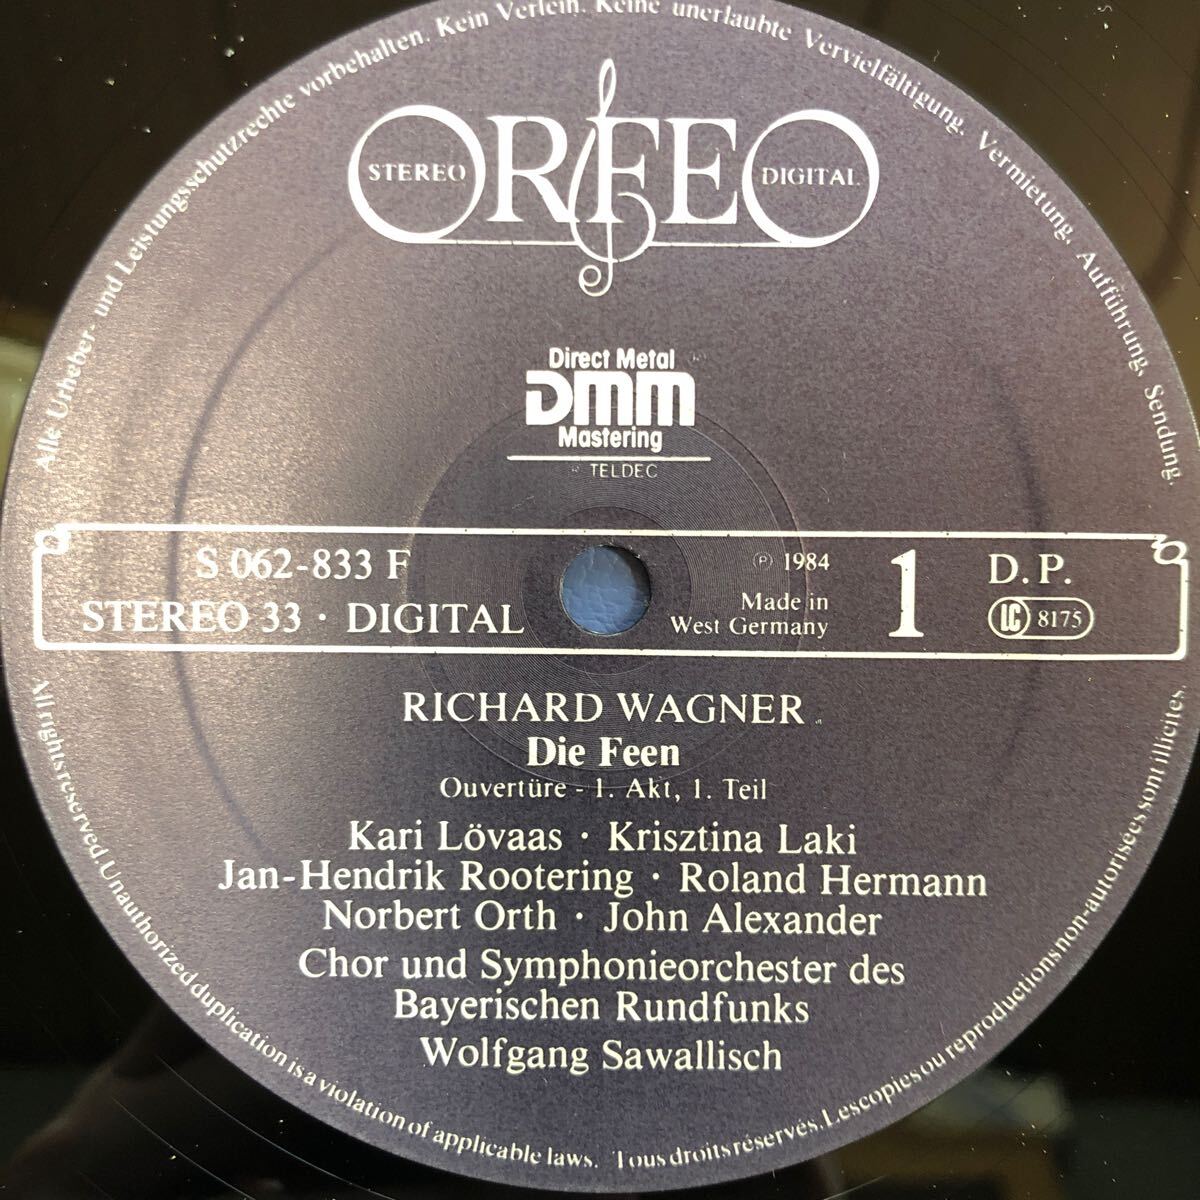 Alle Urheber- und Leistungsschutzrechte vorbehalten. Kein Verleih. Keine unerlaubte Vervielfältigung, Vermietung, Aufführung, Sendung.
ORFEO
STEREO
DIGITAL
Direct Metal
DMM
Mastering
TELDEC
S 062-833 F
STEREO 33 · DIGITAL
℗ 1984
Made in
West Germany
1
D.P.
LC 8175
RICHARD WAGNER
Die Feen
Ouvertüre - 1. Akt, 1. Teil
Kari Lövaas · Krisztina Laki
Jan-Hendrik Rootering · Roland Hermann
Norbert Orth · John Alexander
Chor und Symphonieorchester des
Bayerischen Rundfunks
Wolfgang Sawallisch
All rights reserved. Unauthorized duplication is a violation of applicable laws. Tous droits réservés. Les copies ou reproductions non-autorisées sont illicites.